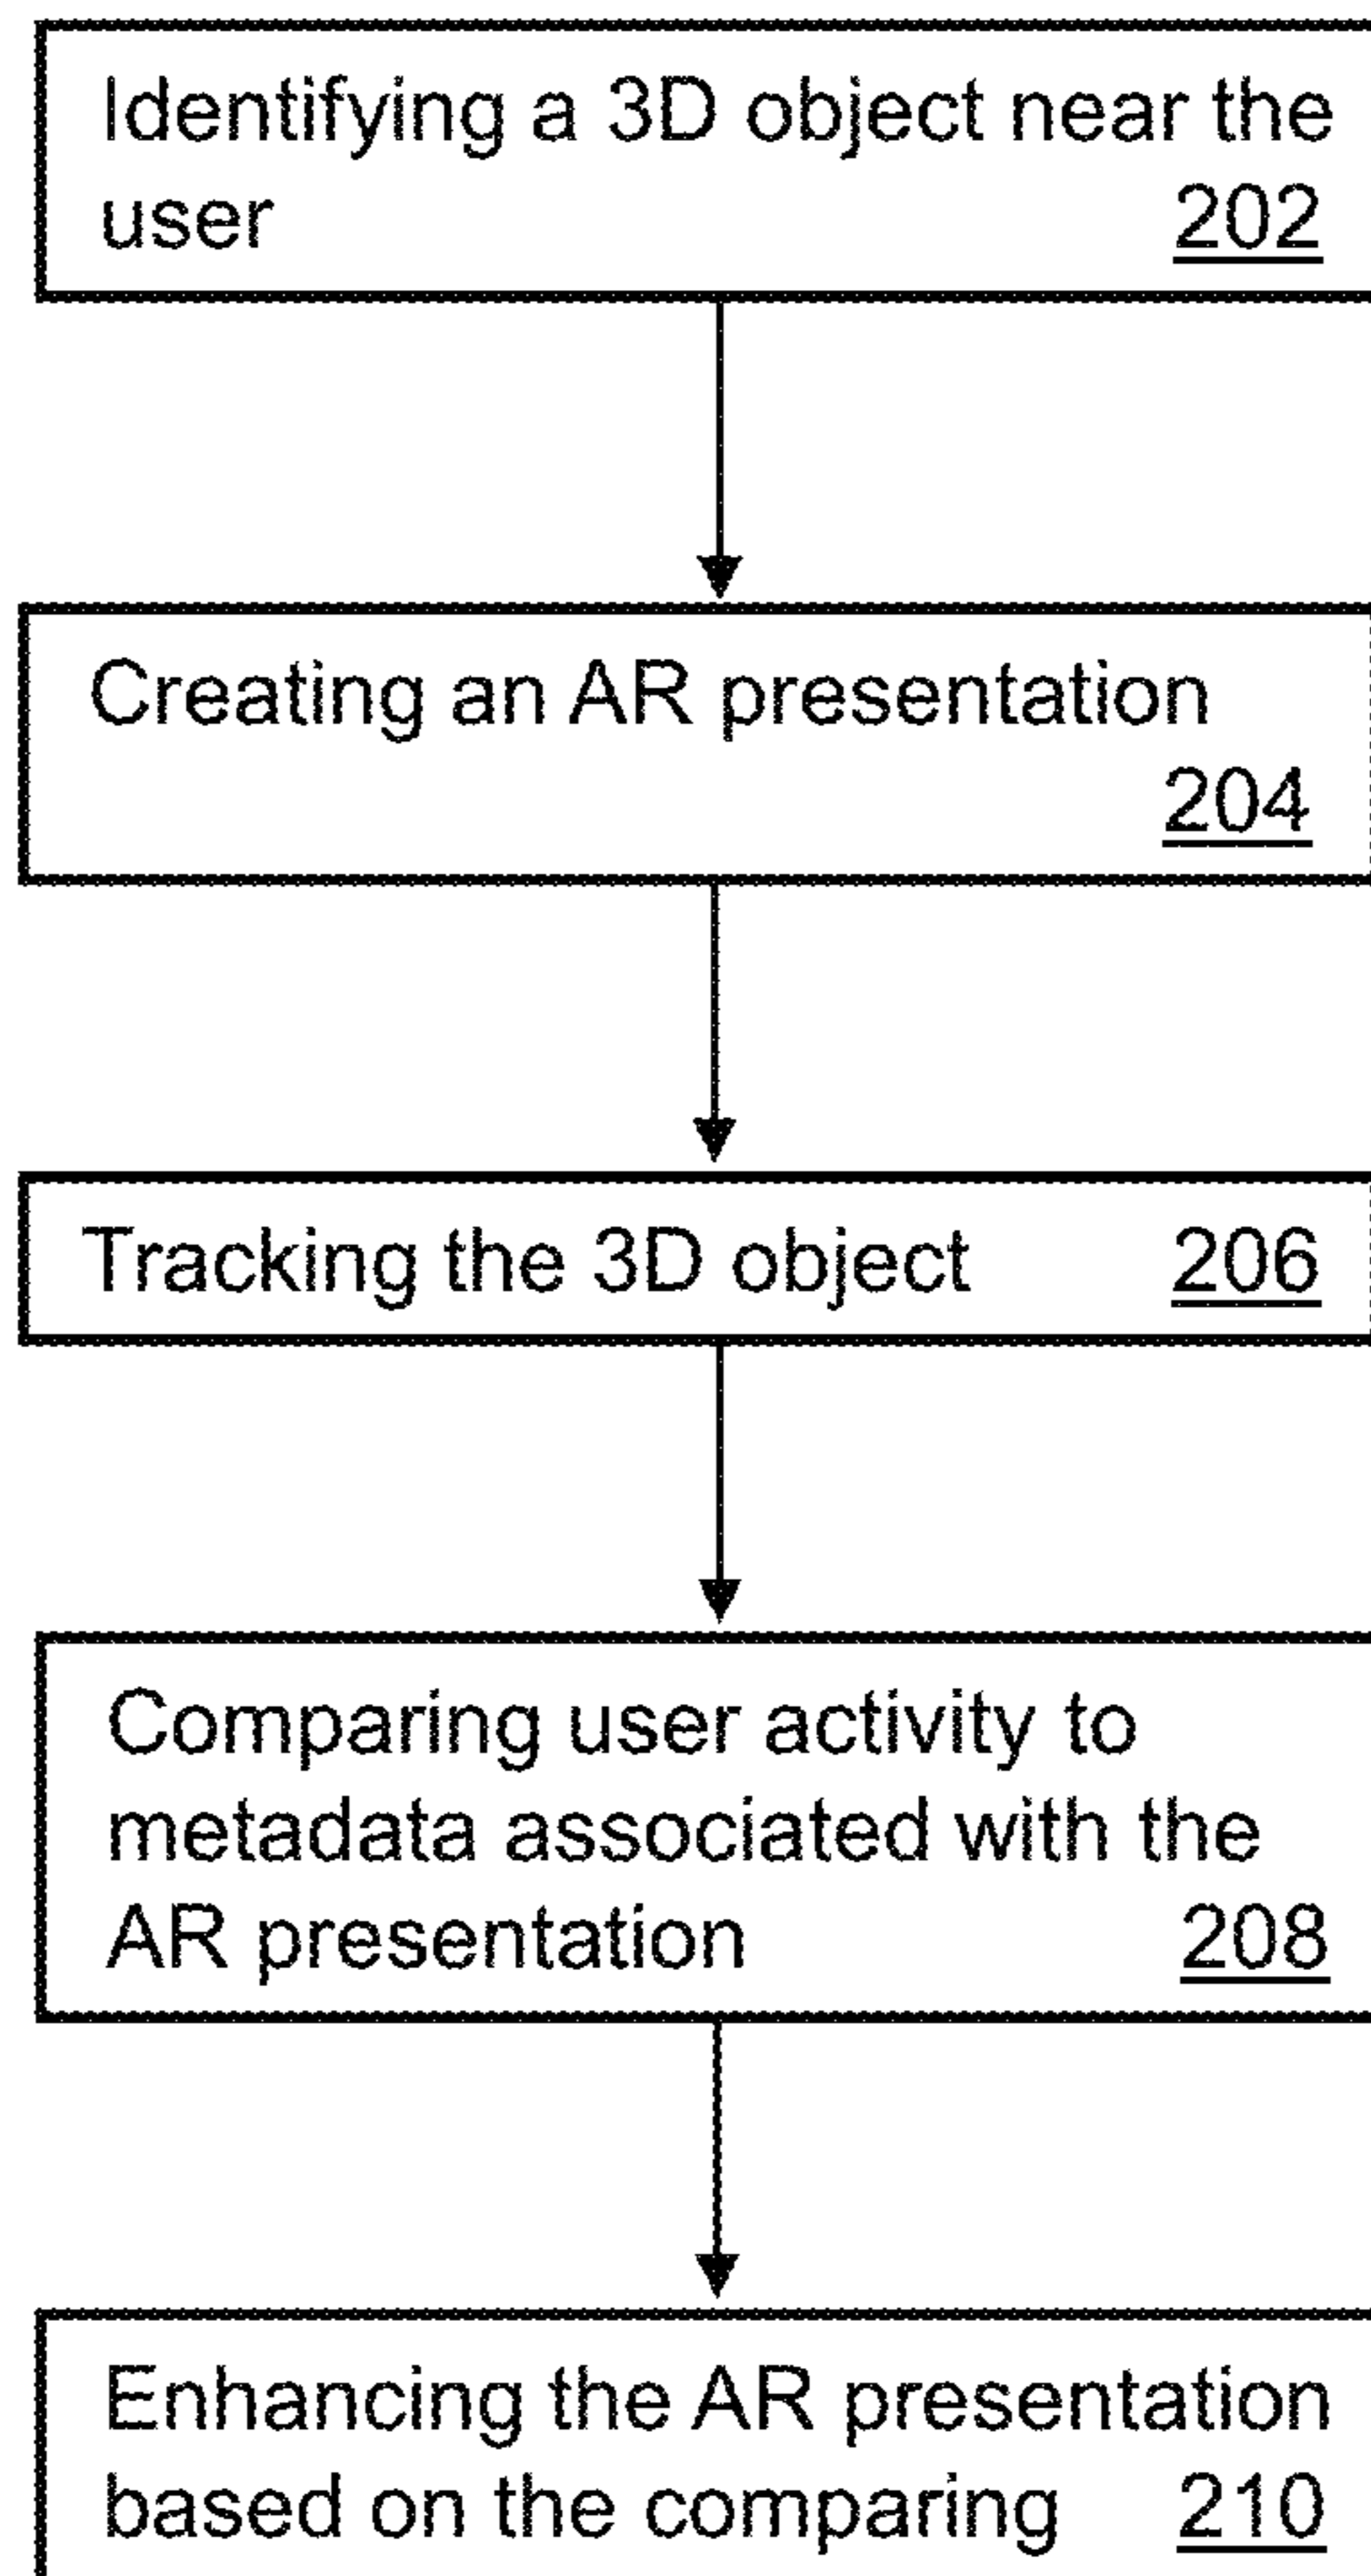 Identifying a 3D object near the
user 202
Creating an AR presentation
204
Tracking the 3D object 206
Comparing user activity to
metadata associated with the
AR presentation 208
Enhancing the AR presentation
based on the comparing 210